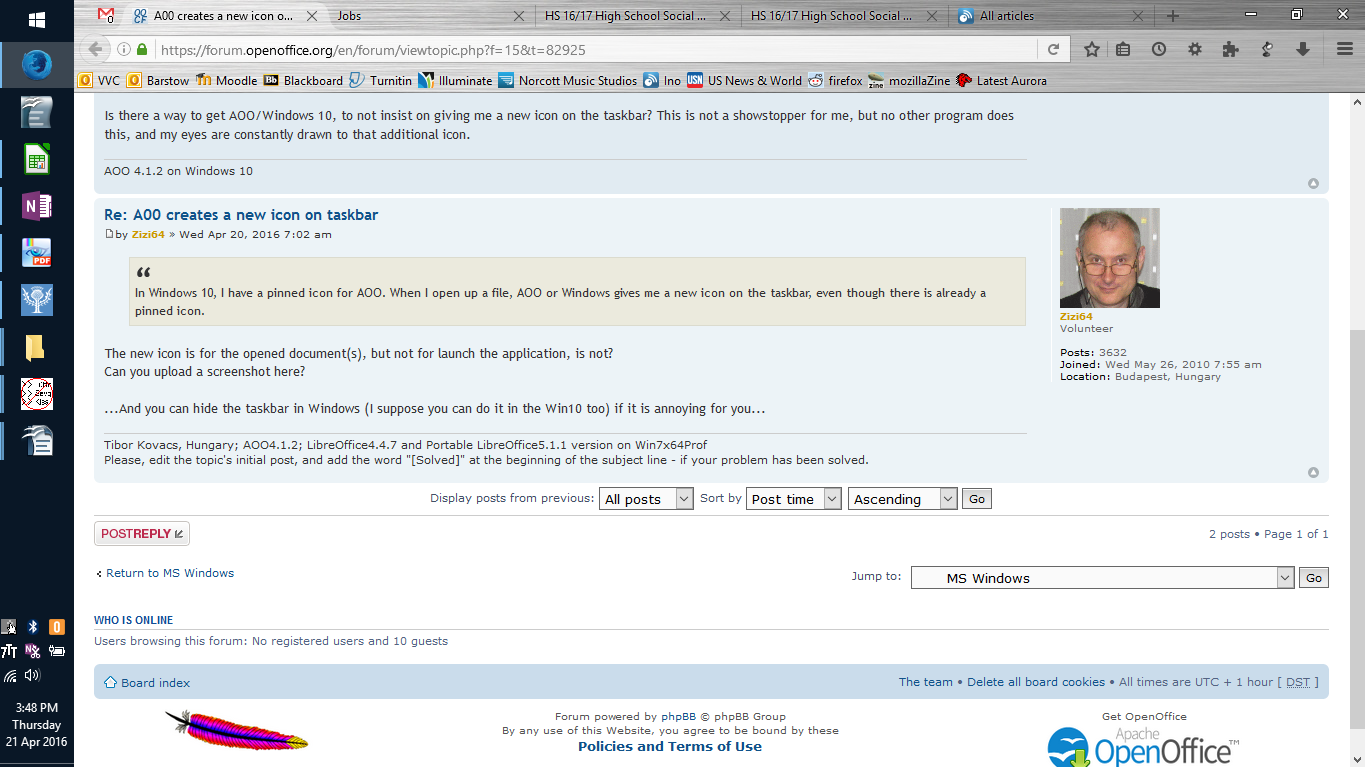 A00 creates a new icon o...
Jobs
HS 16/17 High School Social ...
HS 16/17 High School Social ...
All articles
https://forum.openoffice.org/en/forum/viewtopic.php?f=15&t=82925
VVC
Barstow
Moodle
Blackboard
Turnitin
Illuminate
Norcott Music Studios
Ino
US News & World
firefox
mozillaZine
Latest Aurora
Is there a way to get AOO/Windows 10, to not insist on giving me a new icon on the taskbar? This is not a showstopper for me, but no other program does
this, and my eyes are constantly drawn to that additional icon.
AOO 4.1.2 on Windows 10
Re: A00 creates a new icon on taskbar
by Zizi64 » Wed Apr 20, 2016 7:02 am
In Windows 10, I have a pinned icon for AOO. When I open up a file, AOO or Windows gives me a new icon on the taskbar, even though there is already a
pinned icon.
The new icon is for the opened document(s), but not for launch the application, is not?
Can you upload a screenshot here?
...And you can hide the taskbar in Windows (I suppose you can do it in the Win10 too) if it is annoying for you...
Tibor Kovacs, Hungary; AOO4.1.2; LibreOffice4.4.7 and Portable LibreOffice5.1.1 version on Win7x64Prof
Please, edit the topic's initial post, and add the word "[Solved]" at the beginning of the subject line - if your problem has been solved.
Zizi64
Volunteer
Posts: 3632
Joined: Wed May 26, 2010 7:55 am
Location: Budapest, Hungary
Display posts from previous: All posts Sort by Post time Ascending Go
POSTREPLY
2 posts • Page 1 of 1
Return to MS Windows
Jump to: MS Windows Go
WHO IS ONLINE
Users browsing this forum: No registered users and 10 guests
Board index
The team • Delete all board cookies • All times are UTC + 1 hour [ DST ]
Forum powered by phpBB © phpBB Group
By any use of this Website, you agree to be bound by these
Policies and Terms of Use
Get OpenOffice
Apache
OpenOffice™
3:48 PM
Thursday
21 Apr 2016